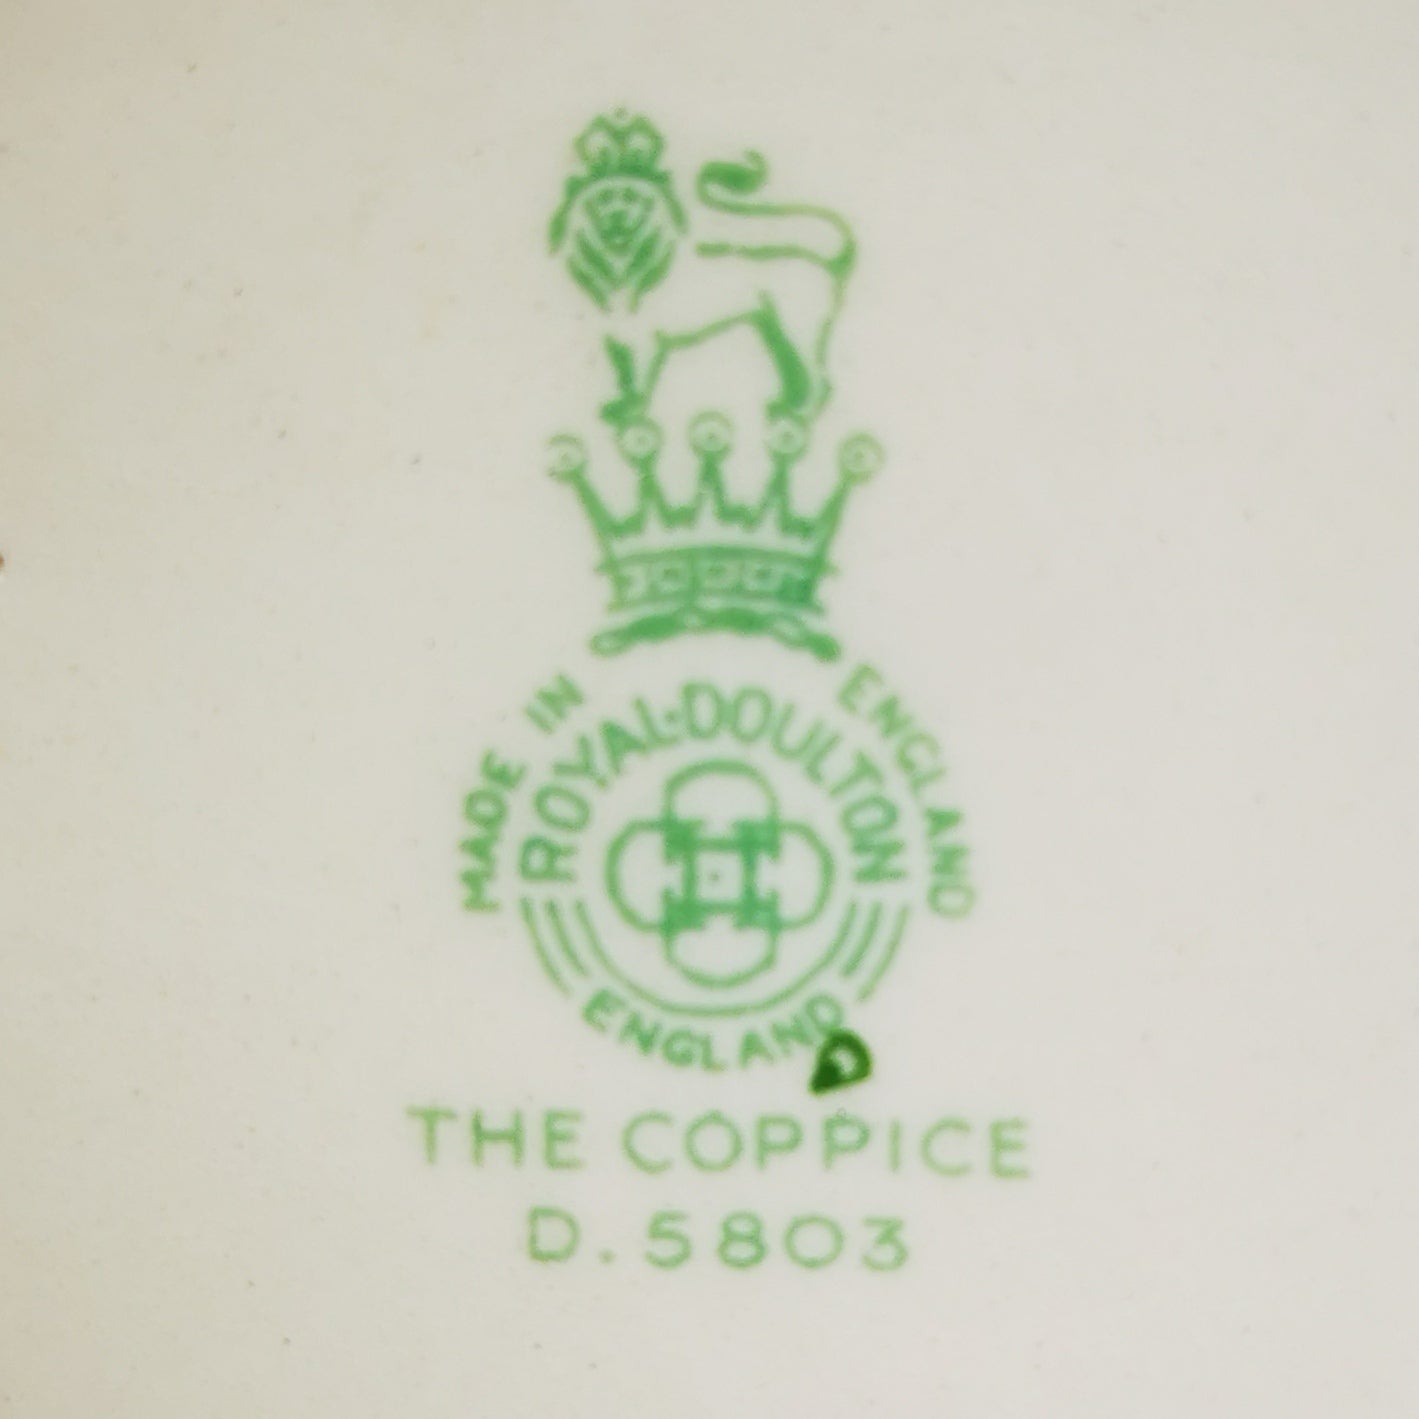 MADE IN ENGLAND
ROYAL·DOULTON
ENGLAND
D
THE COPPICE
D.5803